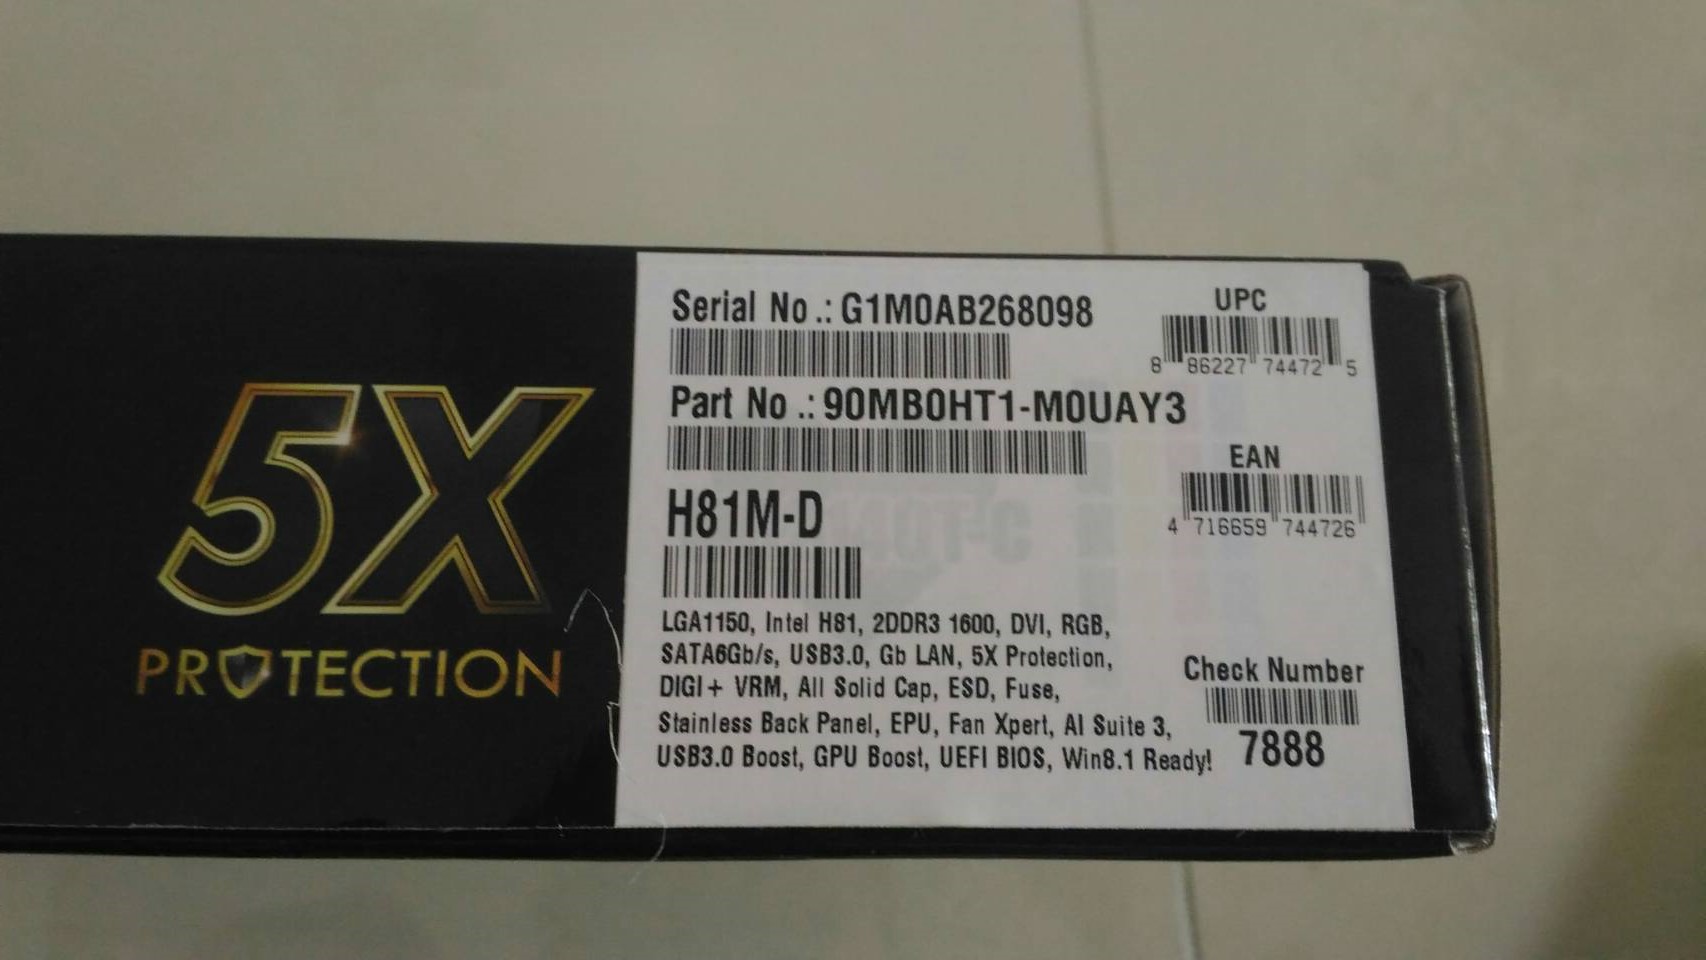 5X
PROTECTION
Serial No.: G1M0AB268098
UPC
8 86227 74472 5
Part No.: 90MB0HT1-M0UAY3
EAN
4 716659 744726
H81M-D
LGA1150, Intel H81, 2DDR3 1600, DVI, RGB,
SATA6Gb/s, USB3.0, Gb LAN, 5X Protection,
DIGI+ VRM, All Solid Cap, ESD, Fuse,
Stainless Back Panel, EPU, Fan Xpert, AI Suite 3,
USB3.0 Boost, GPU Boost, UEFI BIOS, Win8.1 Ready!
Check Number
7888